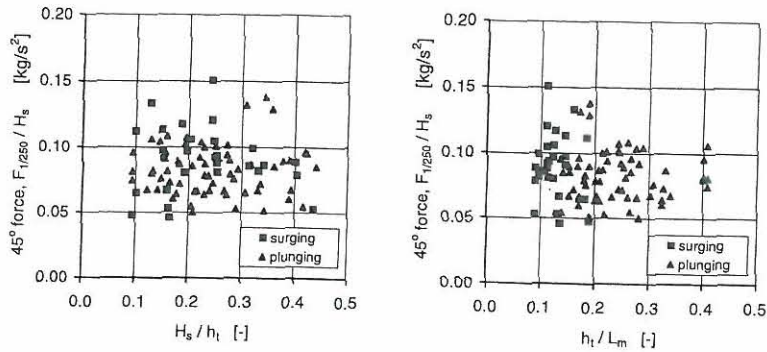 45° force, F1/250 / Hs [kg/s²]
0.20
0.15
0.10
0.05
0.00
surging
plunging
0.0 0.1 0.2 0.3 0.4 0.5
Hs / ht [-]
45° force, F1/250 / Hs [kg/s²]
0.20
0.15
0.10
0.05
0.00
surging
plunging
0.0 0.1 0.2 0.3 0.4 0.5
ht / Lm [-]